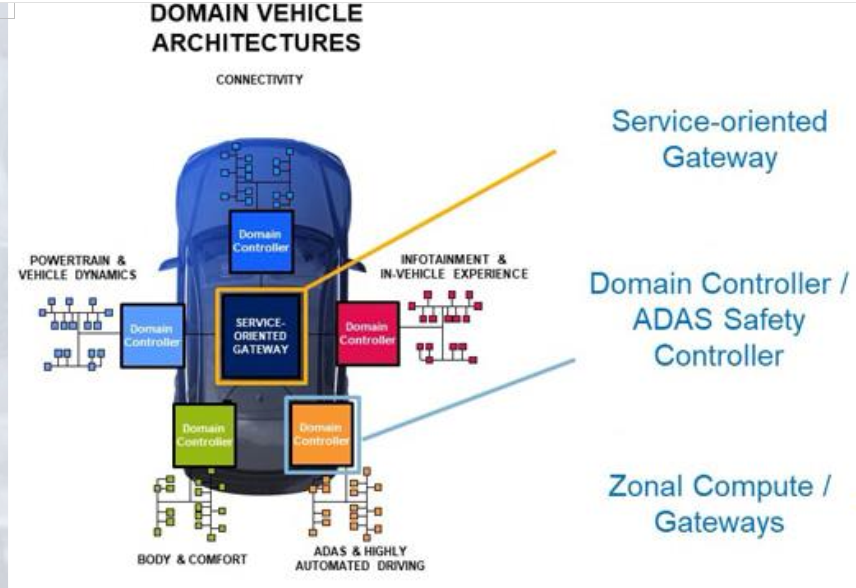 DOMAIN VEHICLE
ARCHITECTURES
CONNECTIVITY
Service-oriented
Gateway
Domain
Controller
POWERTRAIN &
VEHICLE DYNAMICS
INFOTAINMENT &
IN-VEHICLE EXPERIENCE
Domain Controller /
ADAS Safety
Controller
Domain
Controller
SERVICE-
ORIENTED
GATEWAY
Domain
Controller
Domain
Controller
Domain
Controller
Zonal Compute /
Gateways
BODY & COMFORT
ADAS & HIGHLY
AUTOMATED DRIVING